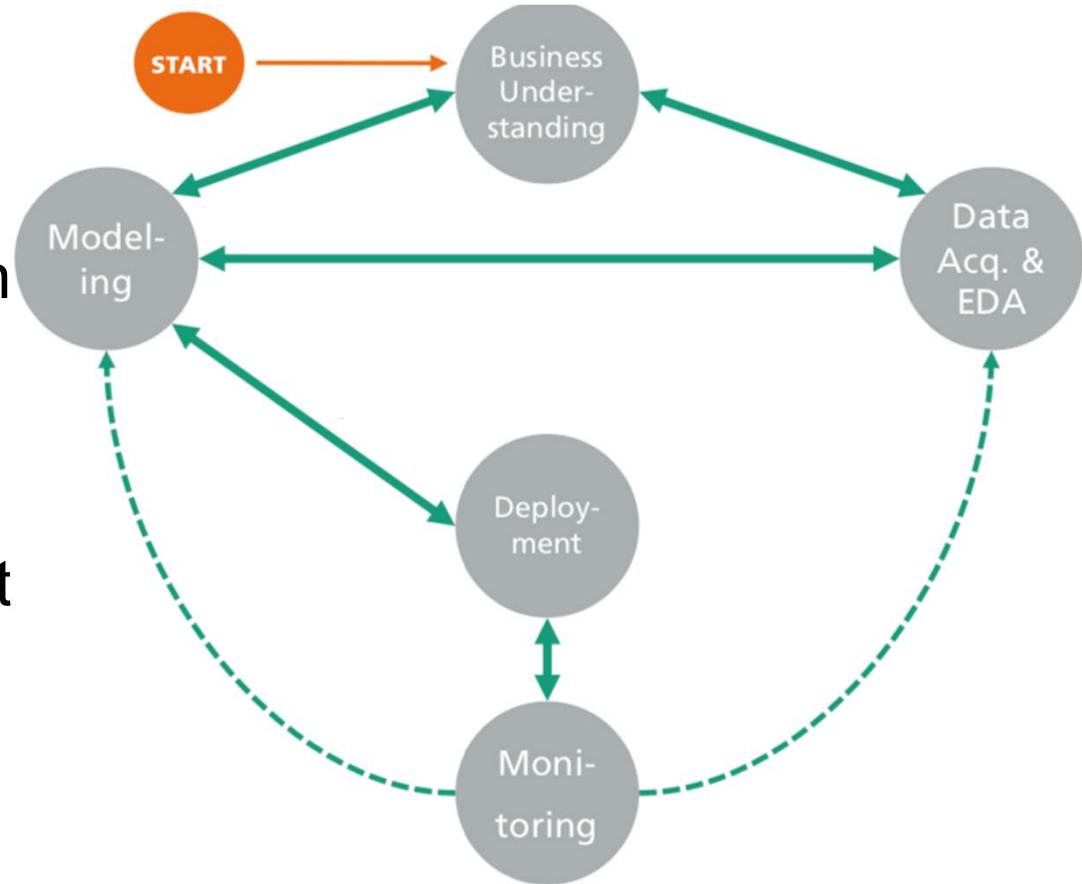 START
Business
Under-
standing
Model-
ing
Data
Acq. &
EDA
n
Deploy-
ment
t
Moni-
toring